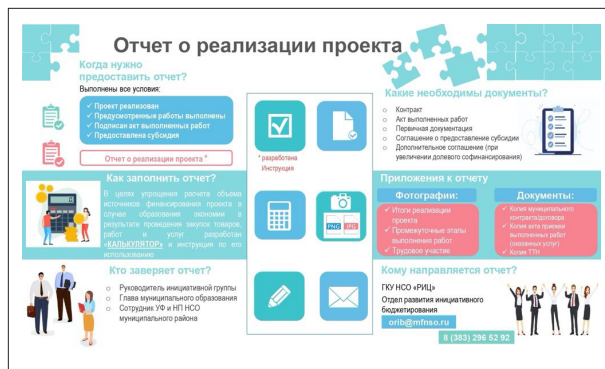 Отчет о реализации проекта
Когда нужно
предоставить отчет?
Выполнены все условия:
✓ Проект реализован
✓ Предусмотренные работы выполнены
✓ Подписан акт выполненных работ
✓ Предоставлена субсидия
Отчет о реализации проекта *
* разработана
Инструкция
Какие необходимы документы?
Контракт
Акт выполненных работ
Первичная документация
Соглашение о предоставление субсидии
Дополнительное соглашение (при
увеличении долевого софинансирования)
Как заполнить отчет?
В целях упрощения расчета объема
источников финансирования проекта в
случае образования экономии в
результате проведения закупок товаров,
работ и услуг разработан
«КАЛЬКУЛЯТОР» и инструкция по его
использованию
PNG
JPG
Приложения к отчету
Фотографии:
✓ Итоги реализации
проекта
✓ Промежуточные этапы
выполнения работ
✓ Трудовое участие
Документы:
✓ Копия муниципального
контракта/договора
✓ Копия акта приемки
выполненных работ
(оказанных услуг)
✓ Копия ТТН
Кто заверяет отчет?
Руководитель инициативной группы
Глава муниципального образования
Сотрудник УФ и НП НСО
муниципального района
Кому направляется отчет?
ГКУ НСО «РИЦ»
Отдел развития инициативного
бюджетирования
orib@mfnso.ru
8 (383) 296 52 92